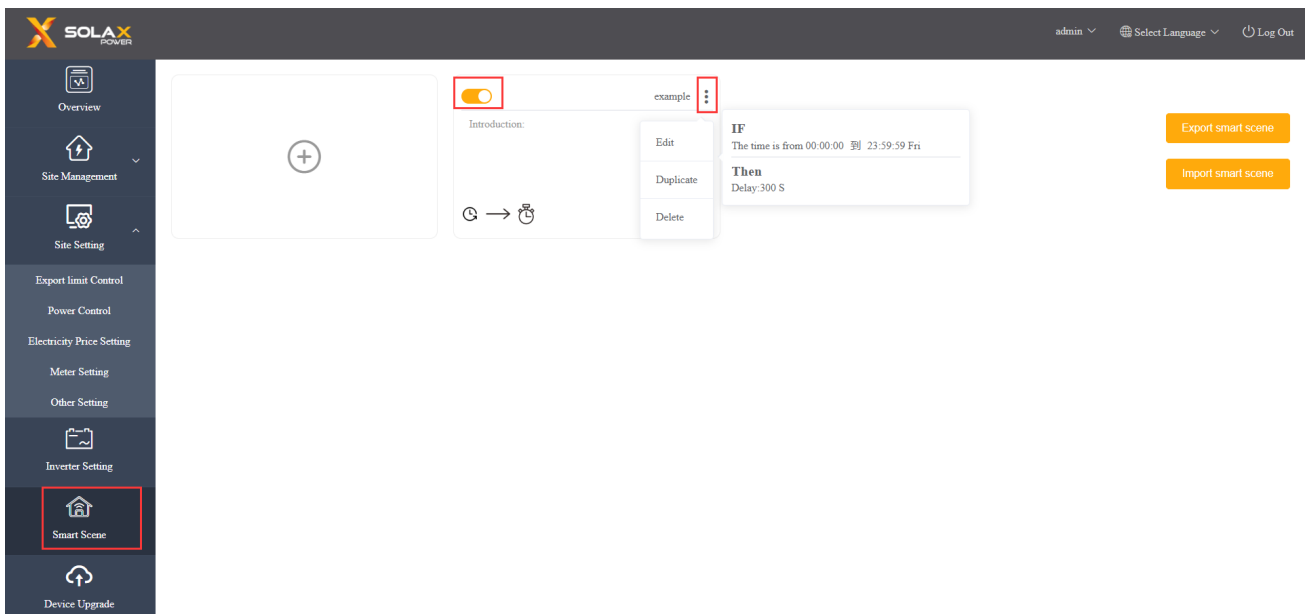 SOLAX
POWER
admin
Select Language
Log Out
Overview
Site Management
Site Setting
Export limit Control
Power Control
Electricity Price Setting
Meter Setting
Other Setting
Inverter Setting
Smart Scene
Device Upgrade
example
Introduction:
Edit
Duplicate
Delete
IF
The time is from 00:00:00 到 23:59:59 Fri
Then
Delay:300 S
Export smart scene
Import smart scene